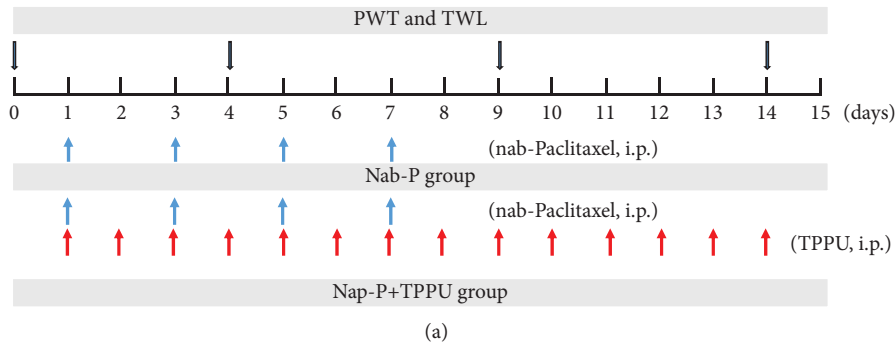 PWT and TWL
0 1 2 3 4 5 6 7 8 9 10 11 12 13 14 15 (days)
(nab-Paclitaxel, i.p.)
Nab-P group
(nab-Paclitaxel, i.p.)
(TPPU, i.p.)
Nap-P+TPPU group
(a)